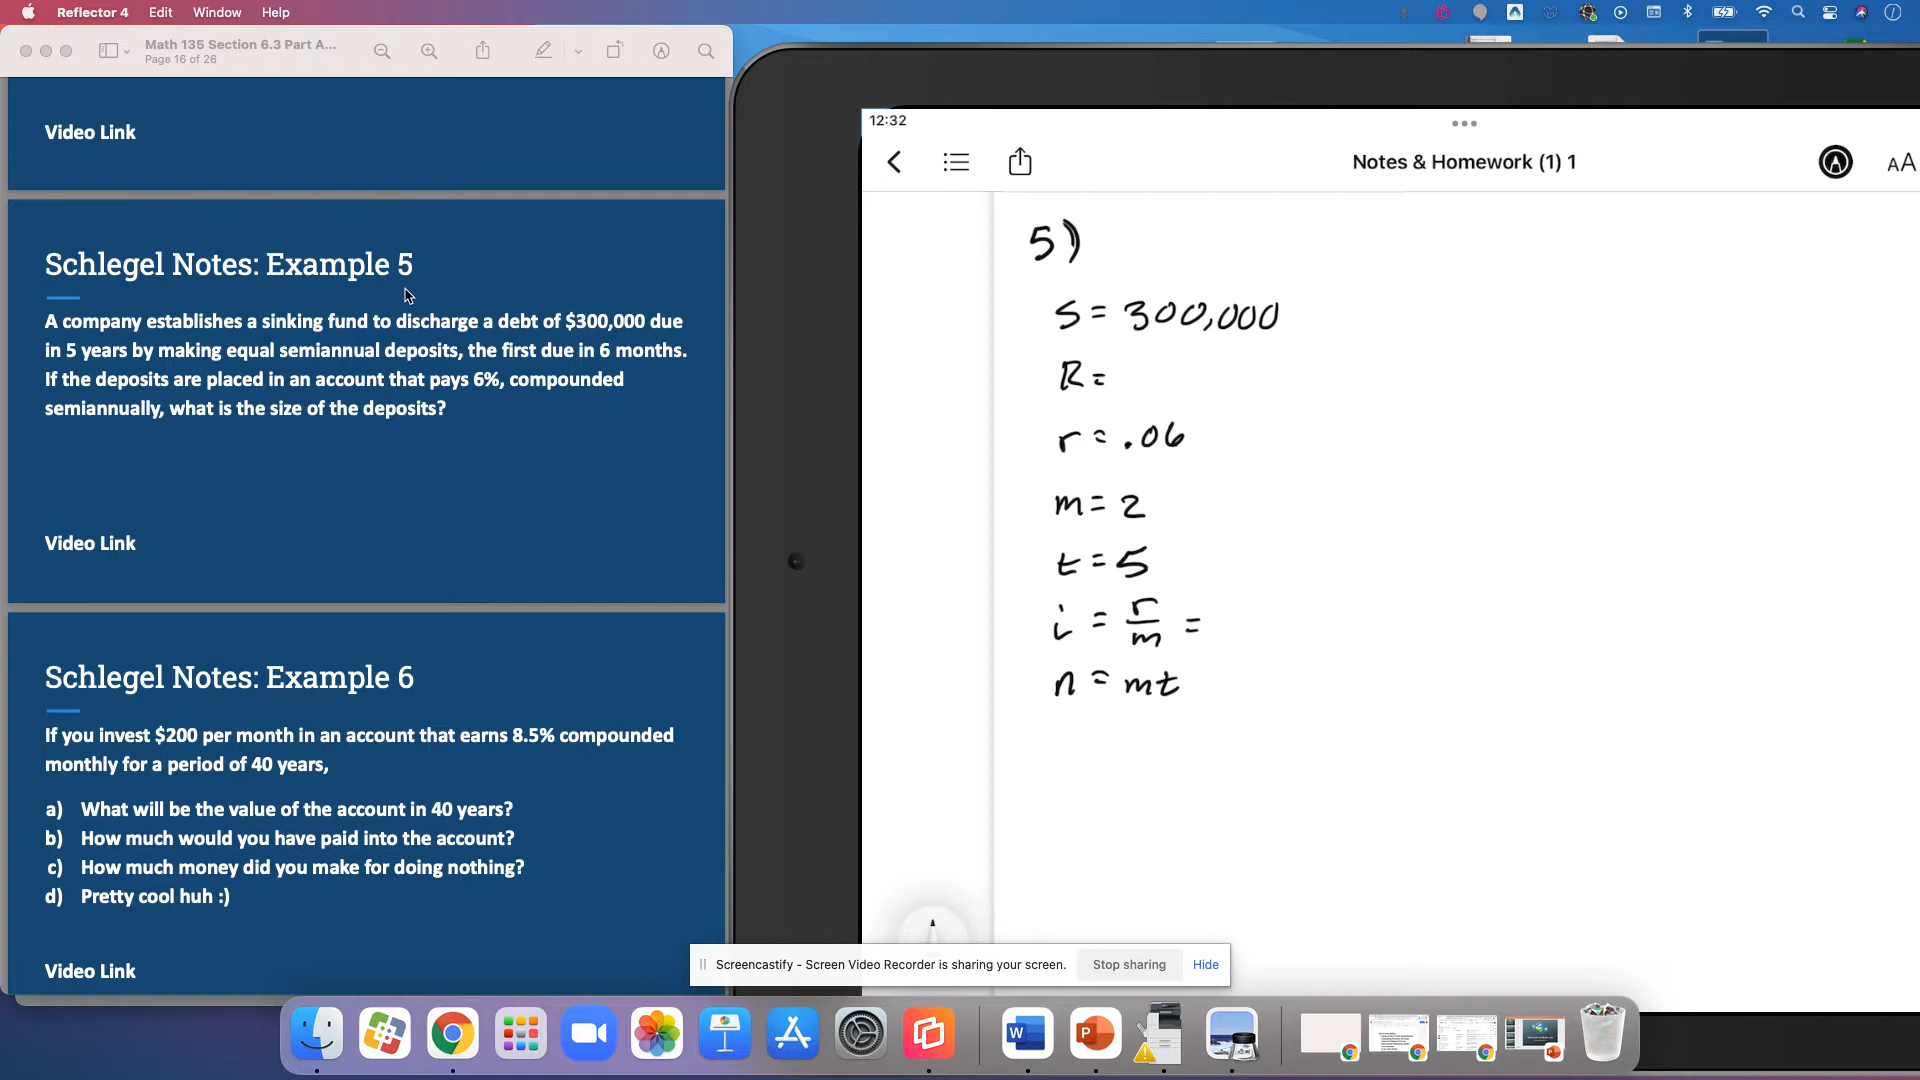 Reflector 4 Edit Window Help
Math 135 Section 6.3 Part A...
Page 16 of 26
Video Link
Schlegel Notes: Example 5
A company establishes a sinking fund to discharge a debt of $300,000 due
in 5 years by making equal semiannual deposits, the first due in 6 months.
If the deposits are placed in an account that pays 6%, compounded
semiannually, what is the size of the deposits?
Video Link
Schlegel Notes: Example 6
If you invest $200 per month in an account that earns 8.5% compounded
monthly for a period of 40 years,
a) What will be the value of the account in 40 years?
b) How much would you have paid into the account?
c) How much money did you make for doing nothing?
d) Pretty cool huh :)
Video Link
12:32
Notes & Homework (1) 1
AA
5)
S = 300,000
R =
r = .06
m = 2
t = 5
i = r/m =
n = mt
Screencastify - Screen Video Recorder is sharing your screen. Stop sharing Hide